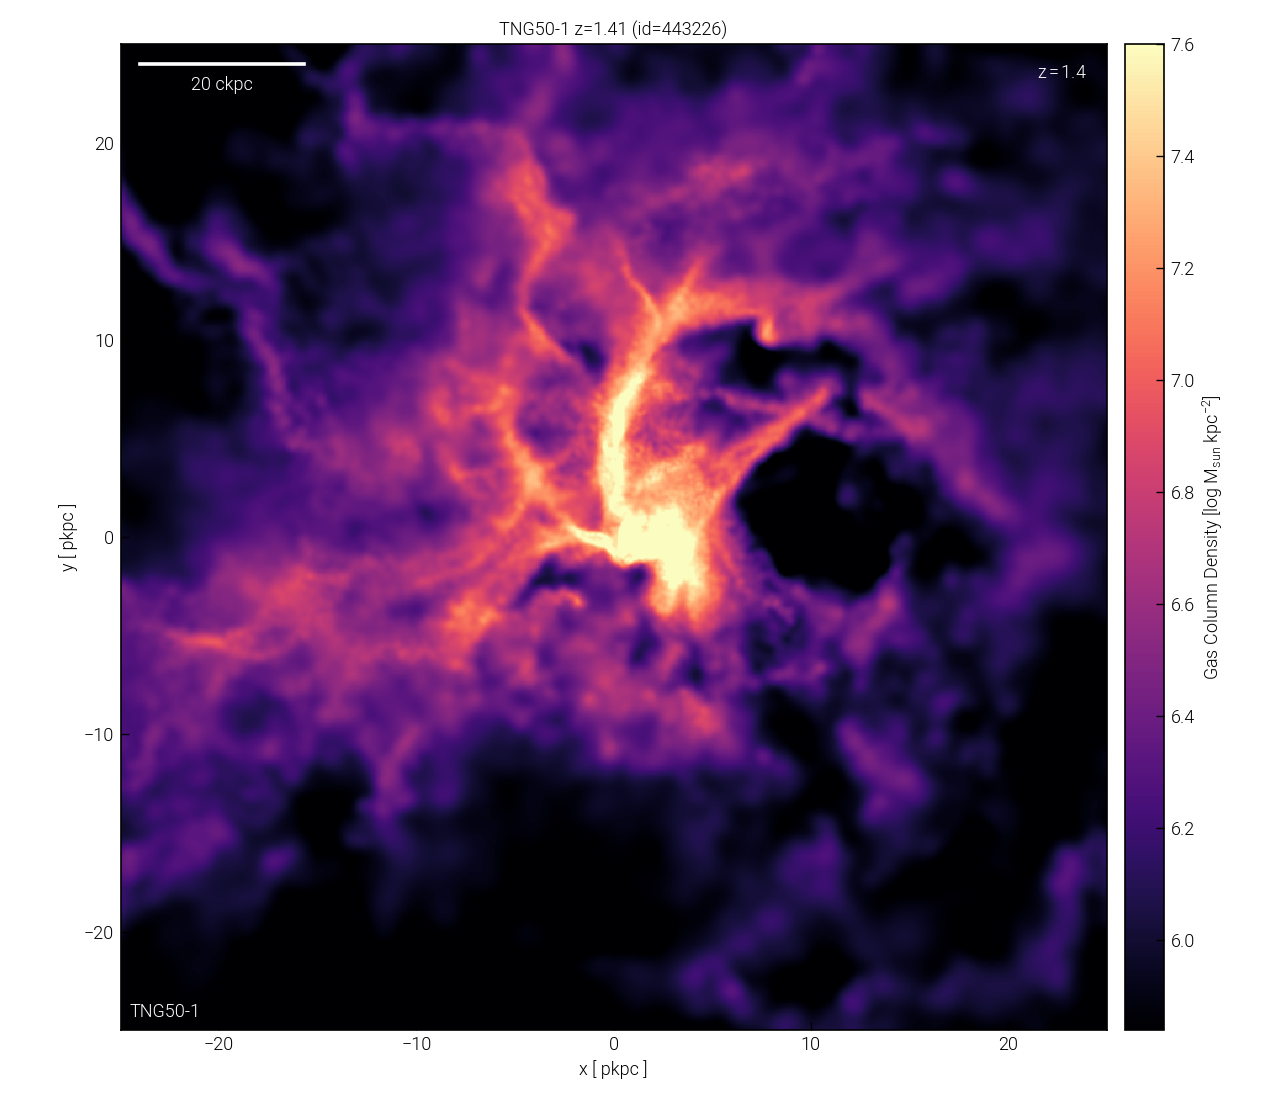 TNG50-1 z=1.41 (id=443226)
20 ckpc
z = 1.4
TNG50-1
20
10
0
−10
−20
y [ pkpc ]
−20
−10
0
10
20
x [ pkpc ]
7.6
7.4
7.2
7.0
6.8
6.6
6.4
6.2
6.0
Gas Column Density [log M_sun kpc^−2]